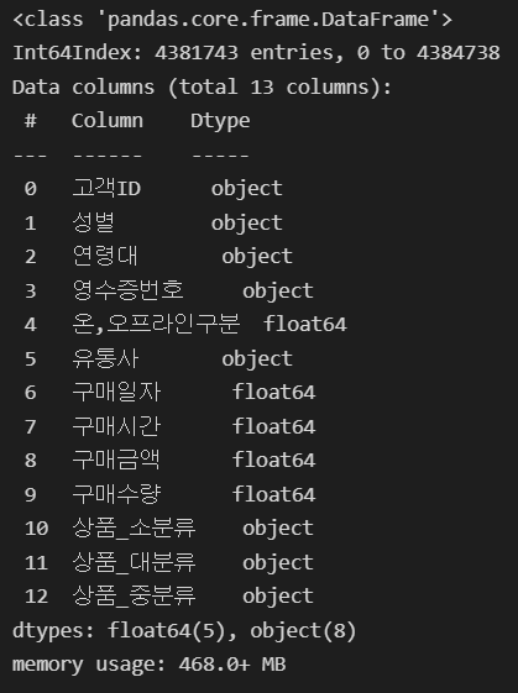 <class 'pandas.core.frame.DataFrame'>
Int64Index: 4381743 entries, 0 to 4384738
Data columns (total 13 columns):
 #   Column    Dtype
---  ------    -----
 0   고객ID      object
 1   성별        object
 2   연령대       object
 3   영수증번호     object
 4   온,오프라인구분  float64
 5   유통사       object
 6   구매일자      float64
 7   구매시간      float64
 8   구매금액      float64
 9   구매수량      float64
 10  상품_소분류    object
 11  상품_대분류    object
 12  상품_중분류    object
dtypes: float64(5), object(8)
memory usage: 468.0+ MB